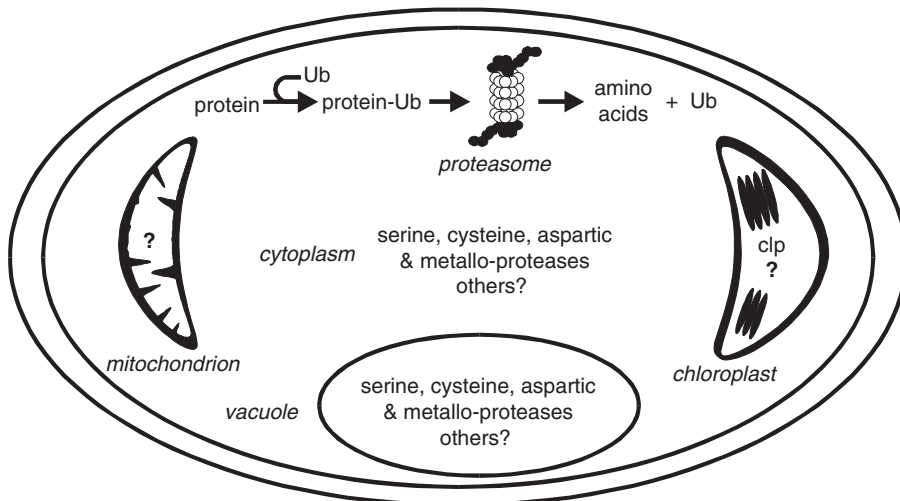 Ub
protein
protein-Ub
amino
acids
+ Ub
proteasome
?
cytoplasm
serine, cysteine, aspartic
& metallo-proteases
others?
clp
?
mitochondrion
chloroplast
vacuole
serine, cysteine, aspartic
& metallo-proteases
others?